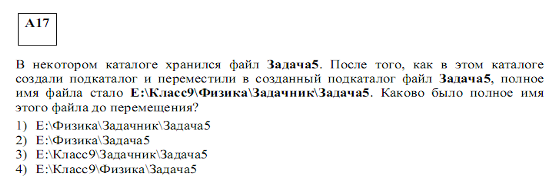 А17
В некотором каталоге хранился файл Задача5. После того, как в этом каталоге
создали подкаталог и переместили в созданный подкаталог файл Задача5, полное
имя файла стало Е:\Класс9\Физика\Задачник\Задача5. Каково было полное имя
этого файла до перемещения?
1) Е:\Физика\Задачник\Задача5
2) Е:\Физика\Задача5
3) Е:\Класс9\Задачник\Задача5
4) Е:\Класс9\Физика\Задача5